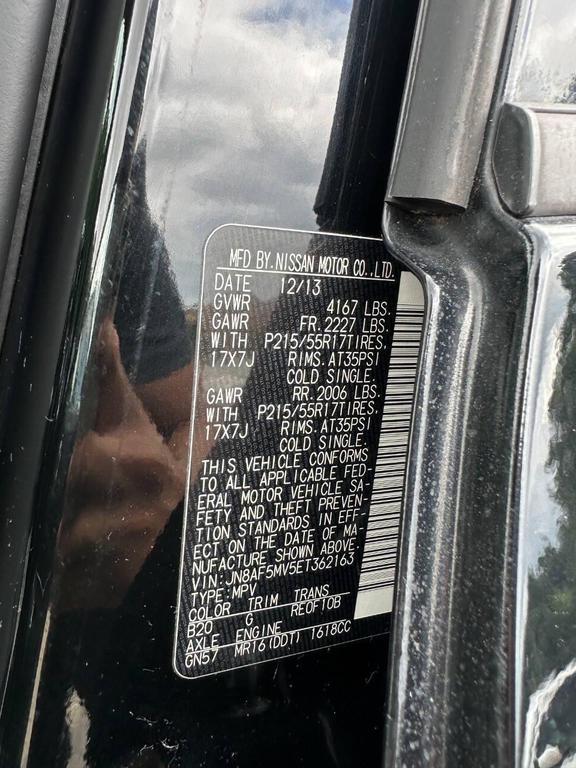 MFD BY.NISSAN MOTOR CO.,LTD.
DATE 12/13
GVWR 4167 LBS.
GAWR FR.2227 LBS.
WITH P215/55R17TIRES,
17X7J RIMS.AT35PSI
COLD SINGLE.
GAWR RR.2006 LBS.
WITH P215/55R17TIRES,
17X7J RIMS.AT35PSI
COLD SINGLE.
THIS VEHICLE CONFORMS
TO ALL APPLICABLE FED-
ERAL MOTOR VEHICLE SA-
FETY AND THEFT PREVEN-
TION STANDARDS IN EFF-
ECT ON THE DATE OF MA-
NUFACTURE SHOWN ABOVE.
VIN:JN8AF5MV5ET362163
TYPE:MPV
COLOR TRIM TRANS
B20 G RE0F10B
AXLE ENGINE
GN57 MR16(DDT) 1618CC